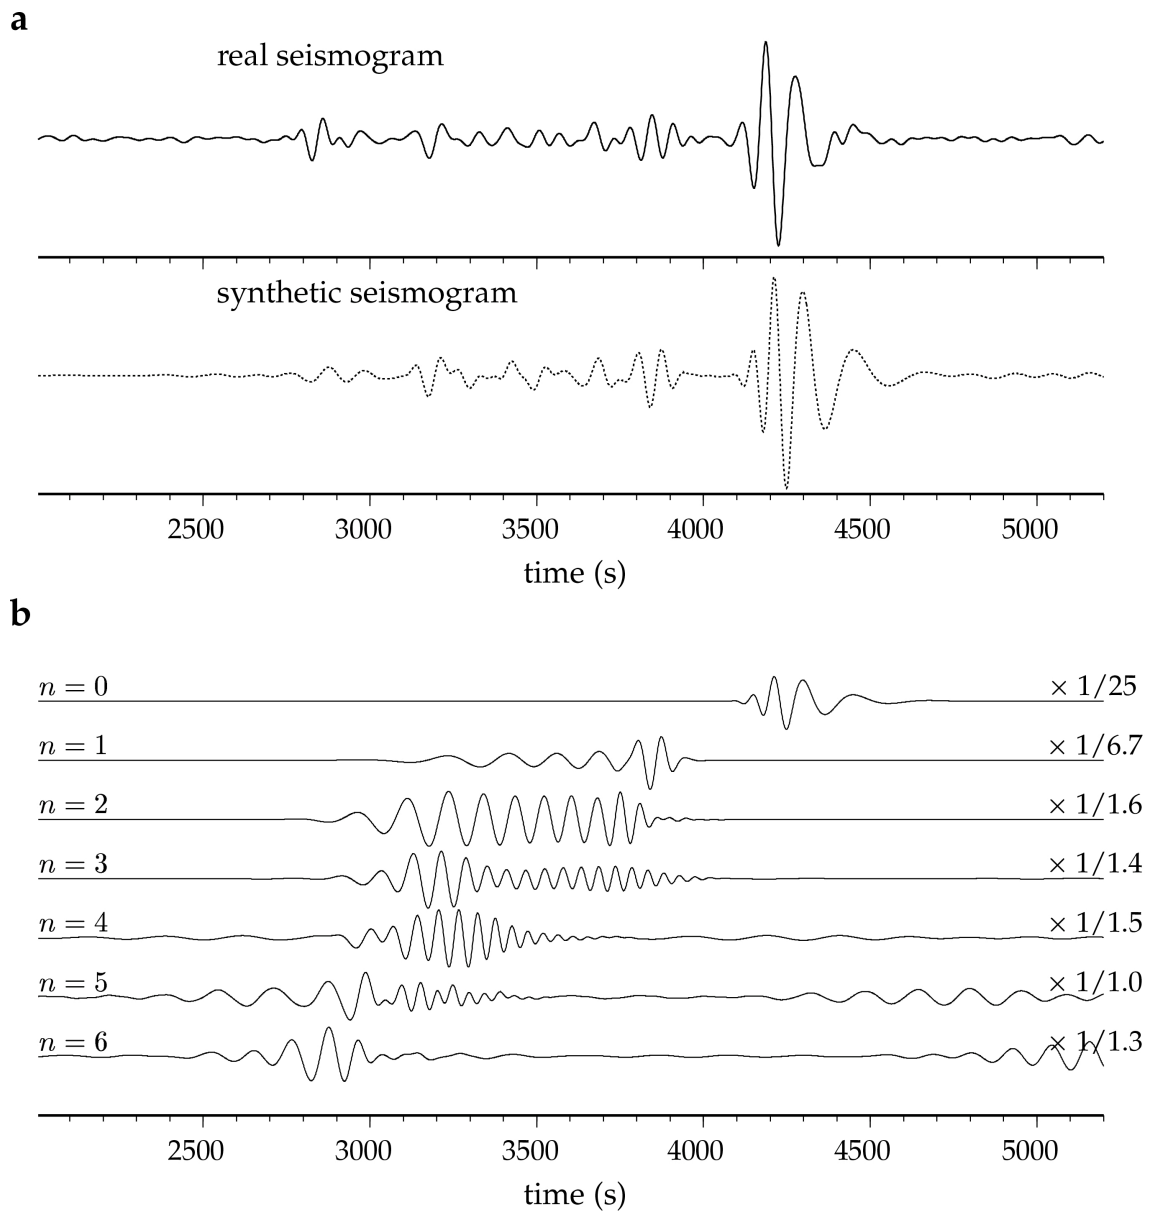 a
real seismogram
synthetic seismogram
2500 3000 3500 4000 4500 5000
time (s)
b
n = 0 × 1/25
n = 1 × 1/6.7
n = 2 × 1/1.6
n = 3 × 1/1.4
n = 4 × 1/1.5
n = 5 × 1/1.0
n = 6 × 1/1.3
2500 3000 3500 4000 4500 5000
time (s)